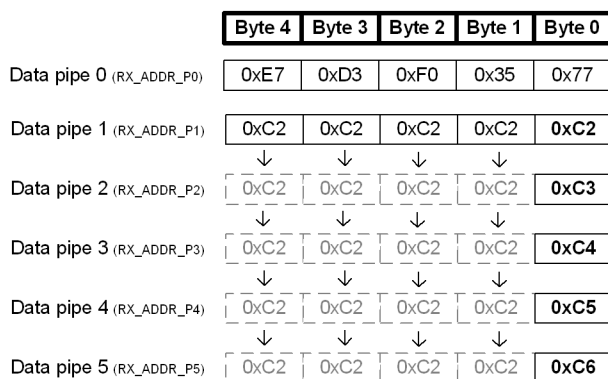 Byte 4 Byte 3 Byte 2 Byte 1 Byte 0
Data pipe 0 (RX_ADDR_P0) 0xE7 0xD3 0xF0 0x35 0x77
Data pipe 1 (RX_ADDR_P1) 0xC2 0xC2 0xC2 0xC2 0xC2
Data pipe 2 (RX_ADDR_P2) 0xC2 0xC2 0xC2 0xC2 0xC3
Data pipe 3 (RX_ADDR_P3) 0xC2 0xC2 0xC2 0xC2 0xC4
Data pipe 4 (RX_ADDR_P4) 0xC2 0xC2 0xC2 0xC2 0xC5
Data pipe 5 (RX_ADDR_P5) 0xC2 0xC2 0xC2 0xC2 0xC6